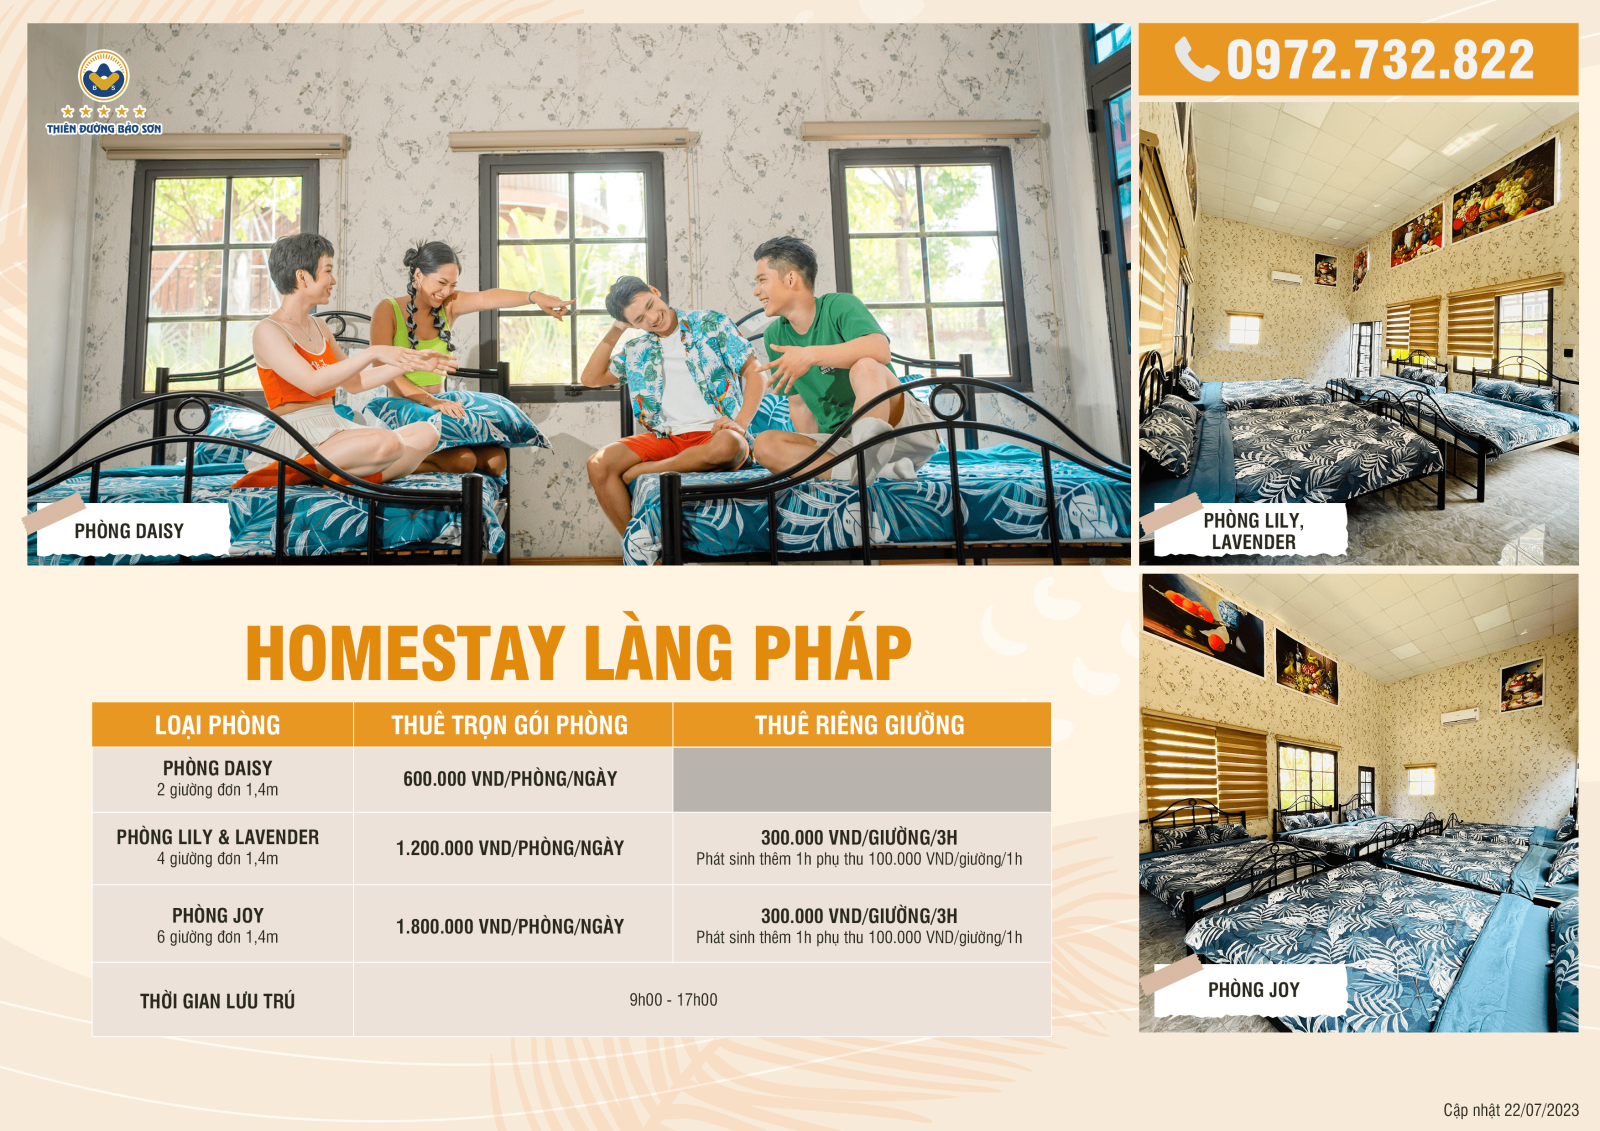 THIÊN ĐƯỜNG BẢO SƠN
0972.732.822
PHÒNG DAISY
PHÒNG LILY,
LAVENDER
PHÒNG JOY
HOMESTAY LÀNG PHÁP
LOẠI PHÒNG
THUÊ TRỌN GÓI PHÒNG
THUÊ RIÊNG GIƯỜNG
PHÒNG DAISY
2 giường đơn 1,4m
600.000 VND/PHÒNG/NGÀY
PHÒNG LILY & LAVENDER
4 giường đơn 1,4m
1.200.000 VND/PHÒNG/NGÀY
300.000 VND/GIƯỜNG/3H
Phát sinh thêm 1h phụ thu 100.000 VND/giường/1h
PHÒNG JOY
6 giường đơn 1,4m
1.800.000 VND/PHÒNG/NGÀY
300.000 VND/GIƯỜNG/3H
Phát sinh thêm 1h phụ thu 100.000 VND/giường/1h
THỜI GIAN LƯU TRÚ
9h00 - 17h00
Cập nhật 22/07/2023